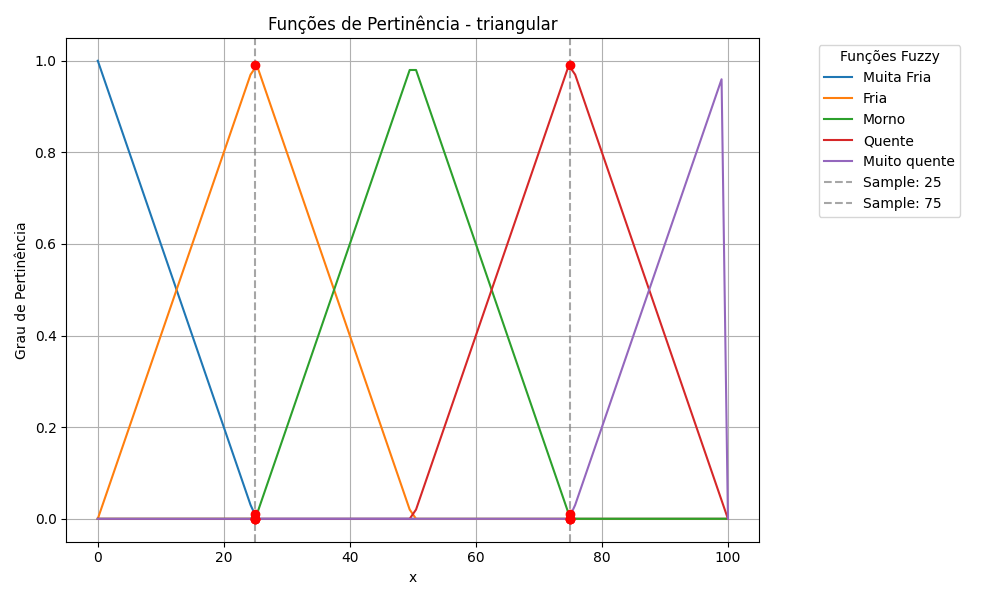 Funções de Pertinência - triangular
Grau de Pertinência
1.0
0.8
0.6
0.4
0.2
0.0
0
20
40
60
80
100
x
Funções Fuzzy
Muita Fria
Fria
Morno
Quente
Muito quente
Sample: 25
Sample: 75